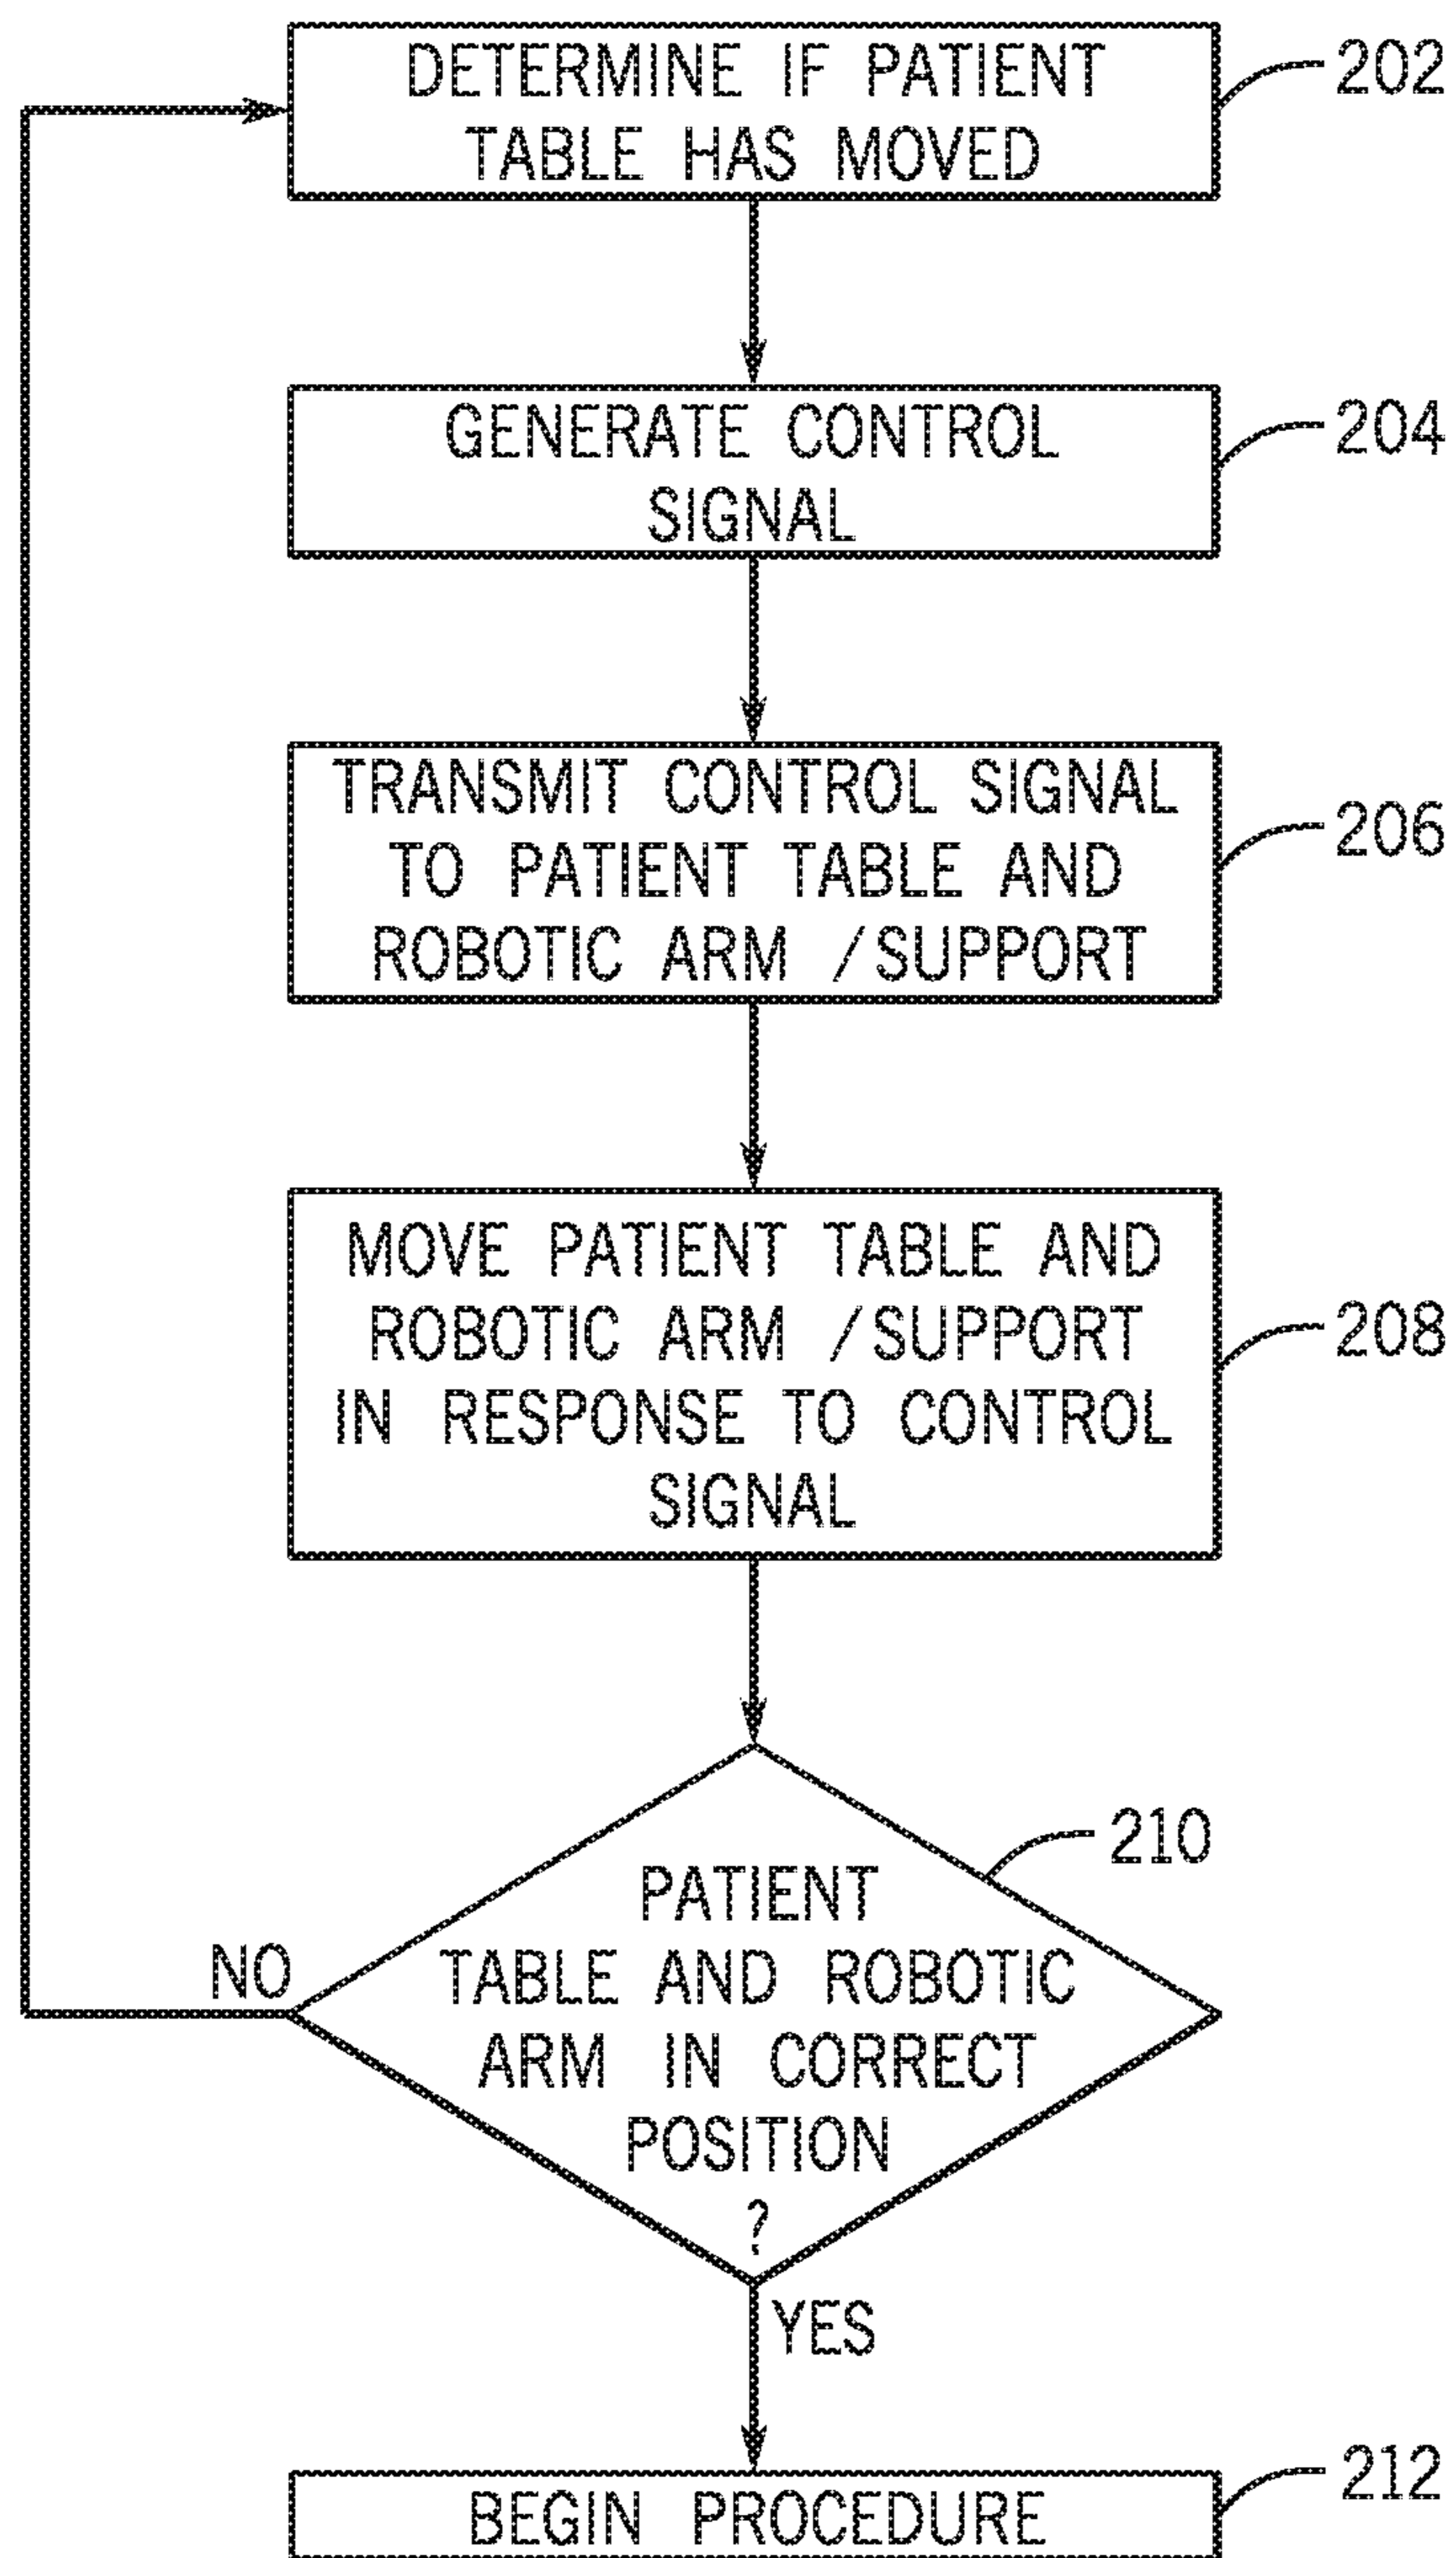 DETERMINE IF PATIENT
TABLE HAS MOVED
202
GENERATE CONTROL
SIGNAL
204
TRANSMIT CONTROL SIGNAL
TO PATIENT TABLE AND
ROBOTIC ARM /SUPPORT
206
MOVE PATIENT TABLE AND
ROBOTIC ARM /SUPPORT
IN RESPONSE TO CONTROL
SIGNAL
208
210
PATIENT
TABLE AND ROBOTIC
ARM IN CORRECT
POSITION
?
NO
YES
BEGIN PROCEDURE
212